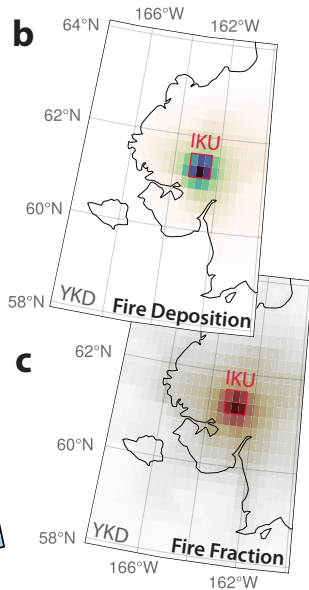 b
166°W 162°W
64°N
62°N
IKU
60°N
58°N
YKD
Fire Deposition
c
62°N
IKU
60°N
58°N
YKD
Fire Fraction
166°W
162°W